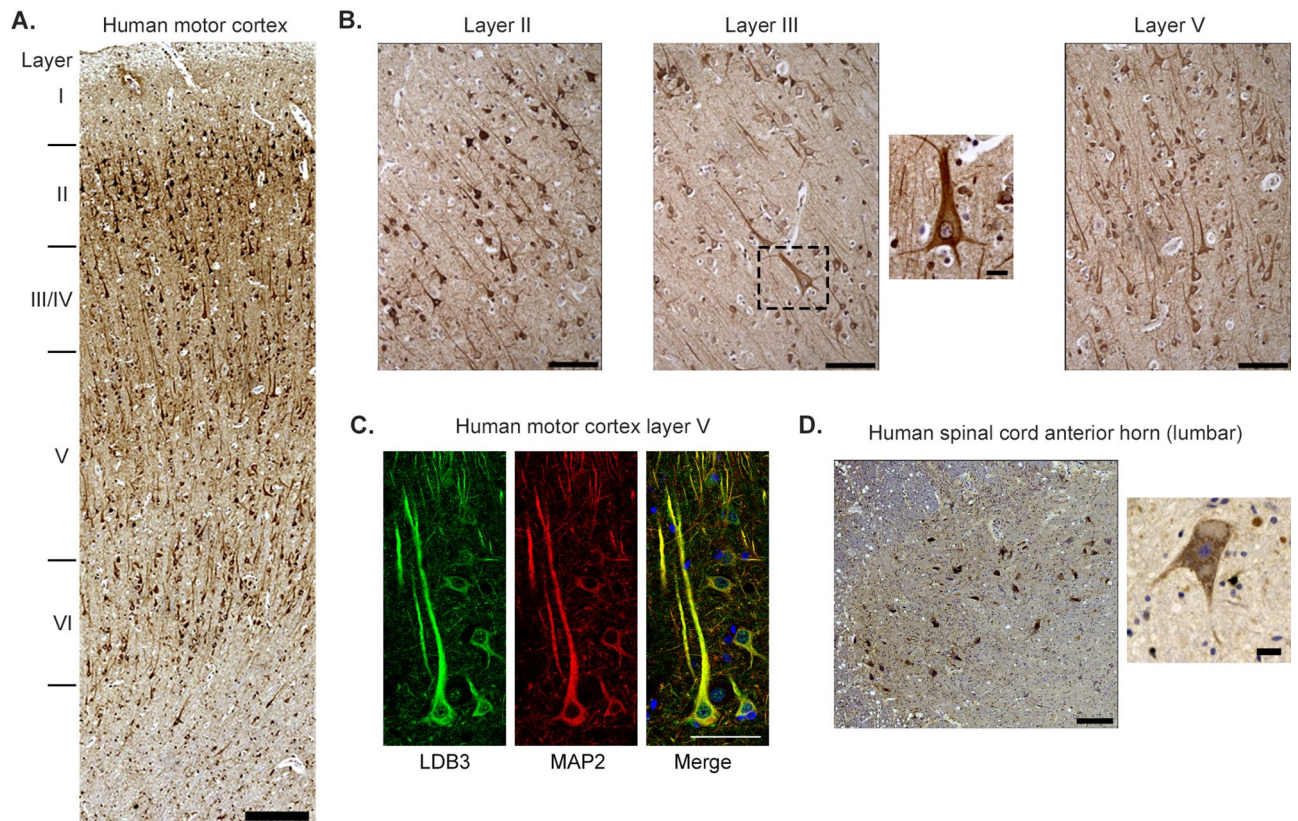 A.
Human motor cortex
Layer
I
II
III/IV
V
VI
B.
Layer II
Layer III
Layer V
C.
Human motor cortex layer V
LDB3
MAP2
Merge
D.
Human spinal cord anterior horn (lumbar)